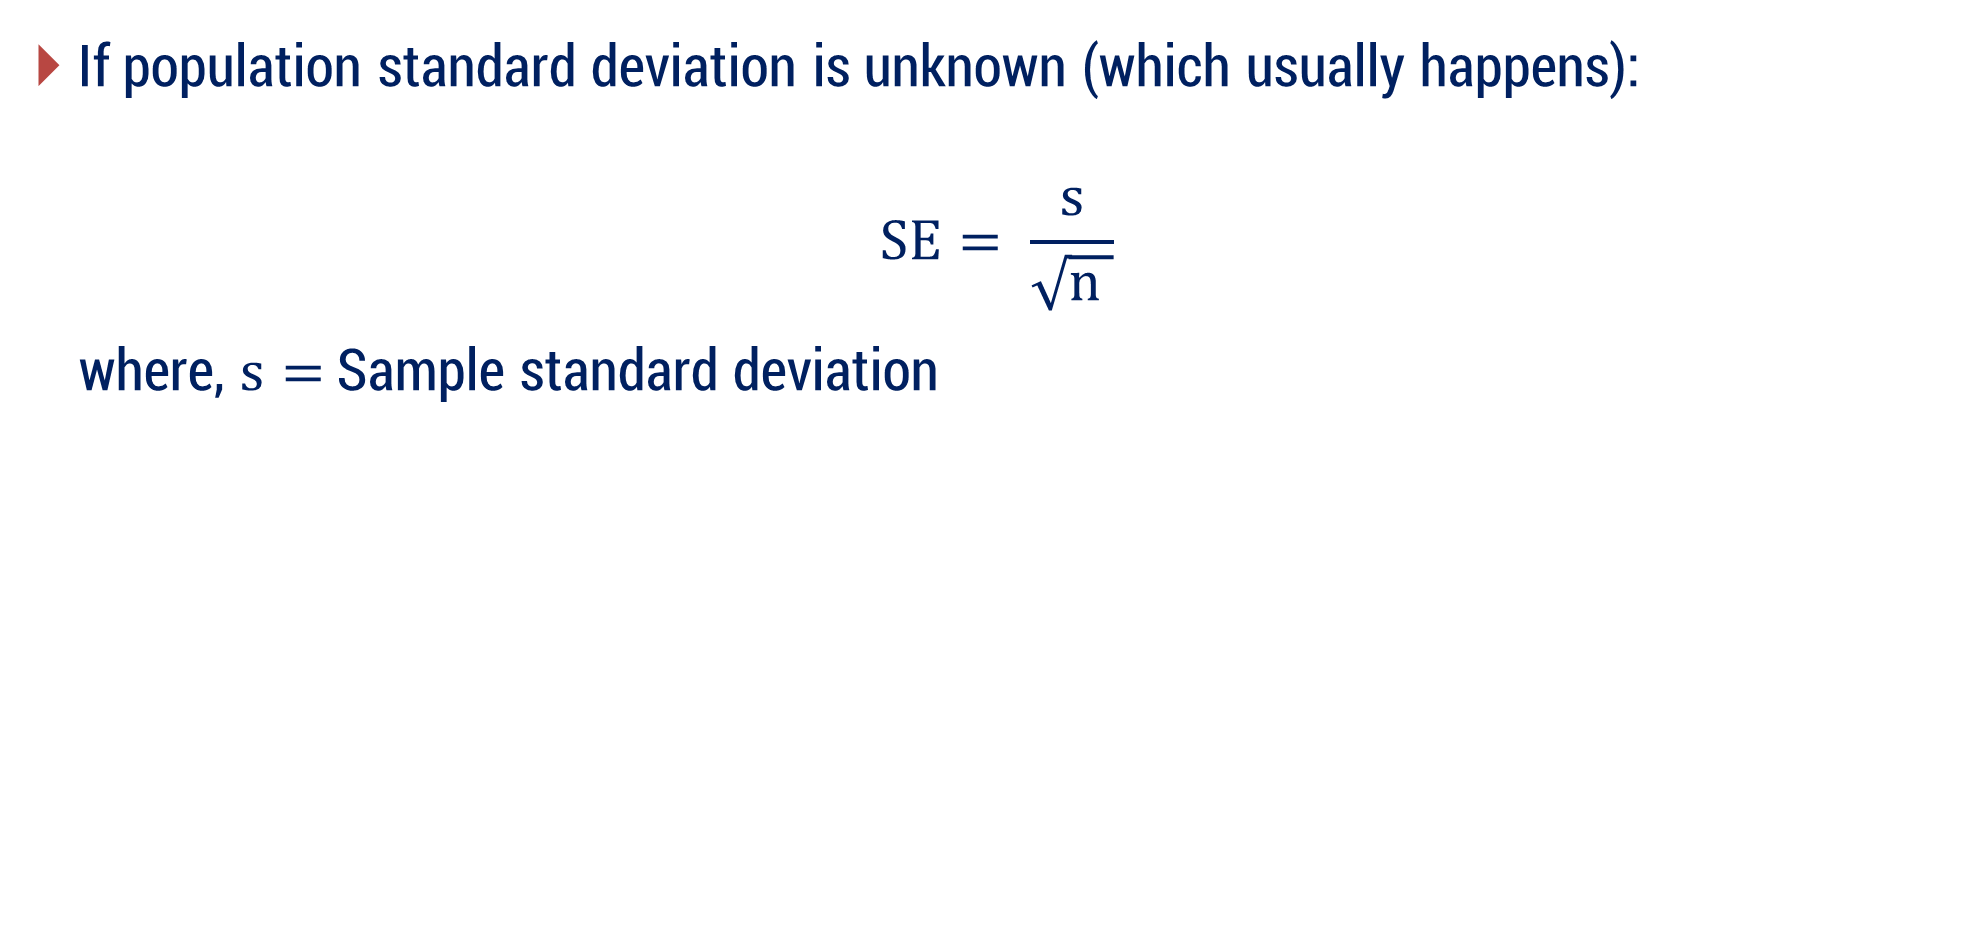 If population standard deviation is unknown (which usually happens):
SE = s/√n
where, s = Sample standard deviation